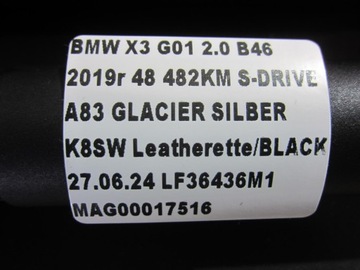 BMW X3 G01 2.0 B46
2019r 48 482KM S-DRIVE
A83 GLACIER SILBER
K8SW Leatherette/BLACK
27.06.24 LF36436M1
MAG00017516